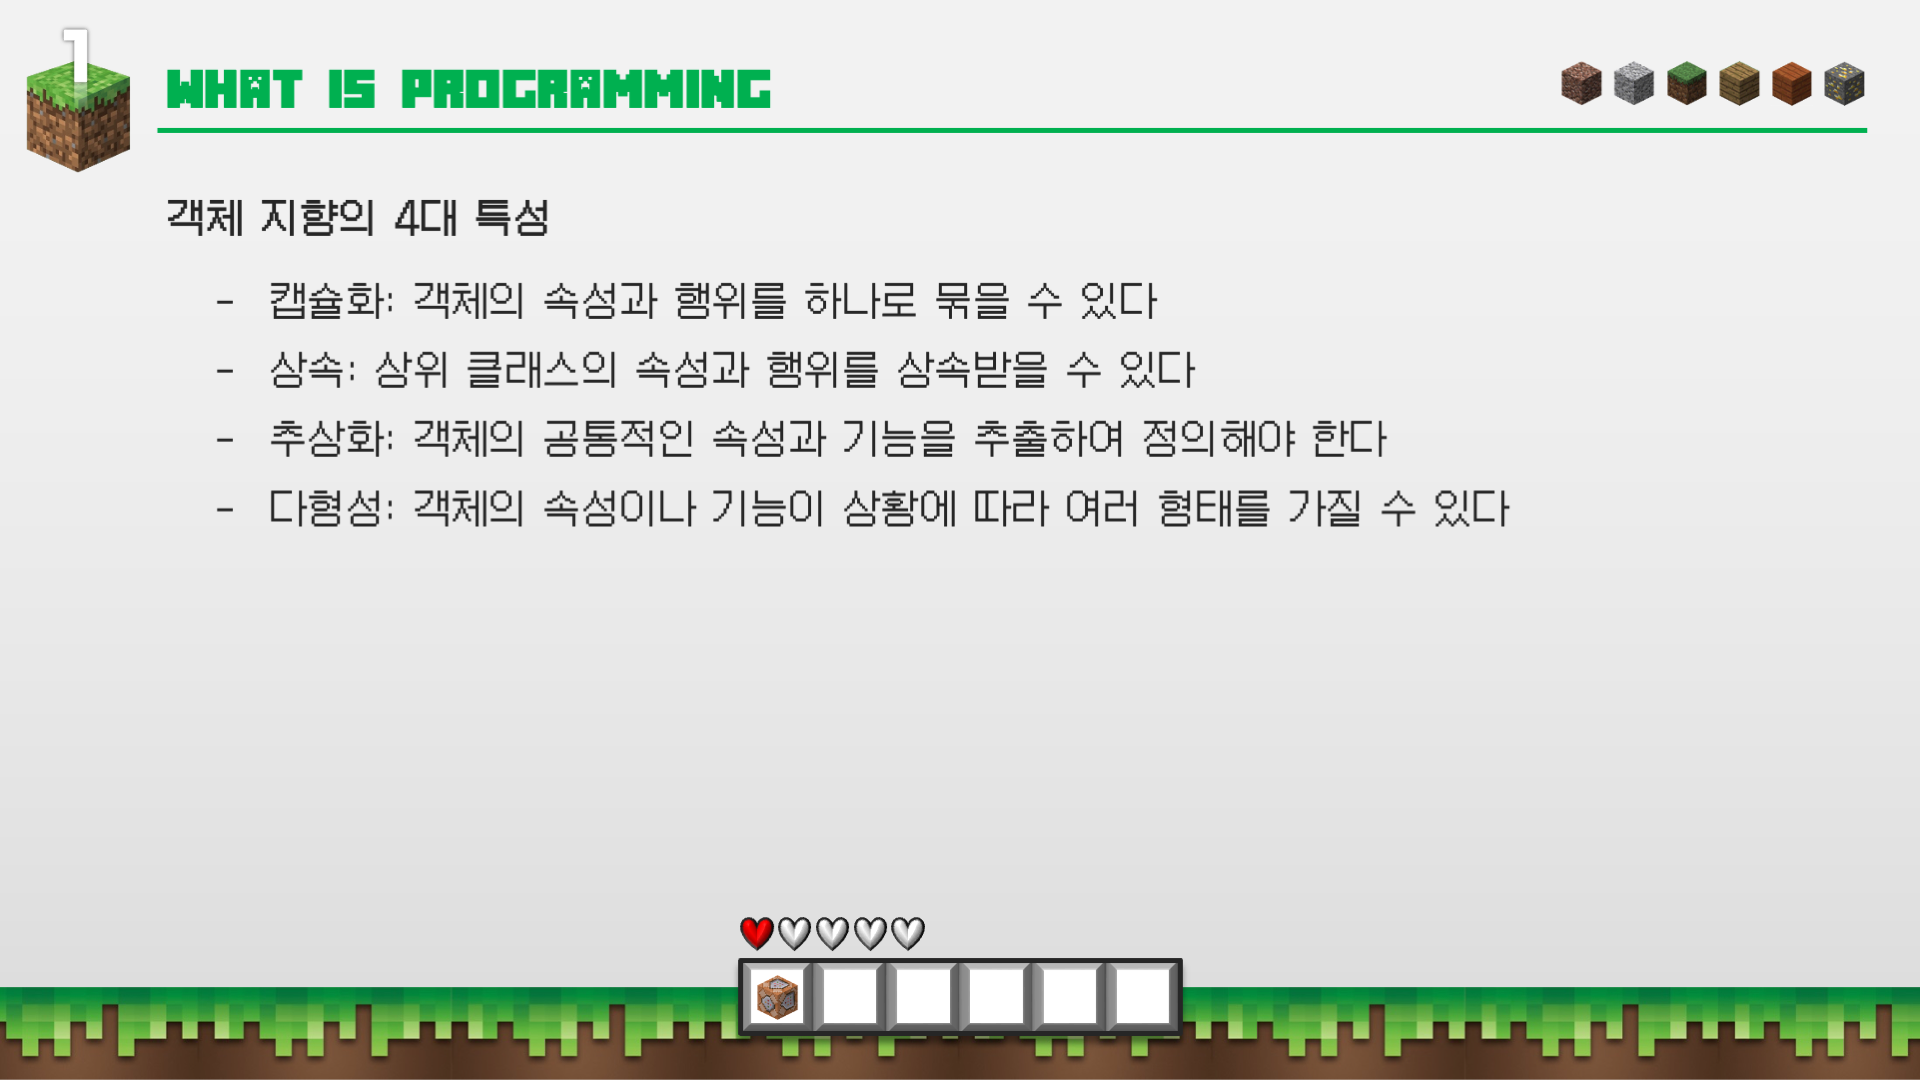 1
WHAT IS PROGRAMMING
객체 지향의 4대 특성
- 캡슐화: 객체의 속성과 행위를 하나로 묶을 수 있다
- 상속: 상위 클래스의 속성과 행위를 상속받을 수 있다
- 추상화: 객체의 공통적인 속성과 기능을 추출하여 정의해야 한다
- 다형성: 객체의 속성이나 기능이 상황에 따라 여러 형태를 가질 수 있다